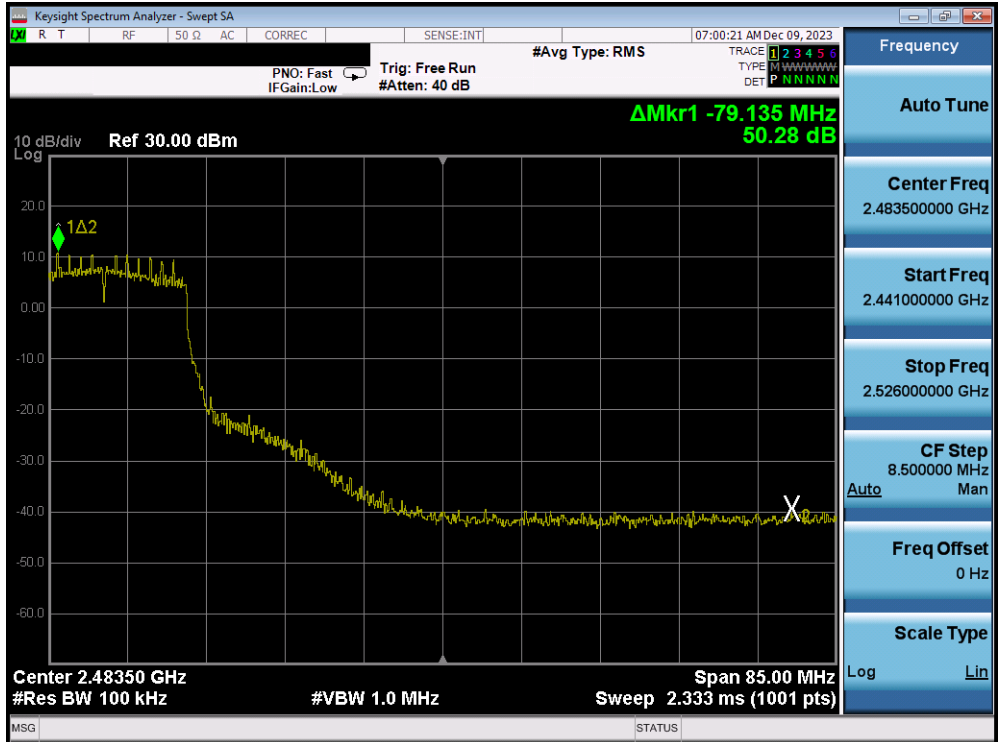 Keysight Spectrum Analyzer - Swept SA
LXI R T RF 50 Ω AC CORREC SENSE:INT 07:00:21 AM Dec 09, 2023
#Avg Type: RMS TRACE 1 2 3 4 5 6
PNO: Fast Trig: Free Run TYPE M WWWWW
IFGain:Low #Atten: 40 dB DET P N N N N N
ΔMkr1 -79.135 MHz
50.28 dB
10 dB/div Ref 30.00 dBm
Log
20.0
1Δ2
10.0
0.00
-10.0
-20.0
-30.0
-40.0
X2
-50.0
-60.0
Center 2.48350 GHz Span 85.00 MHz
#Res BW 100 kHz #VBW 1.0 MHz Sweep 2.333 ms (1001 pts)
MSG STATUS
Frequency
Auto Tune
Center Freq
2.483500000 GHz
Start Freq
2.441000000 GHz
Stop Freq
2.526000000 GHz
CF Step
8.500000 MHz
Auto Man
Freq Offset
0 Hz
Scale Type
Log Lin